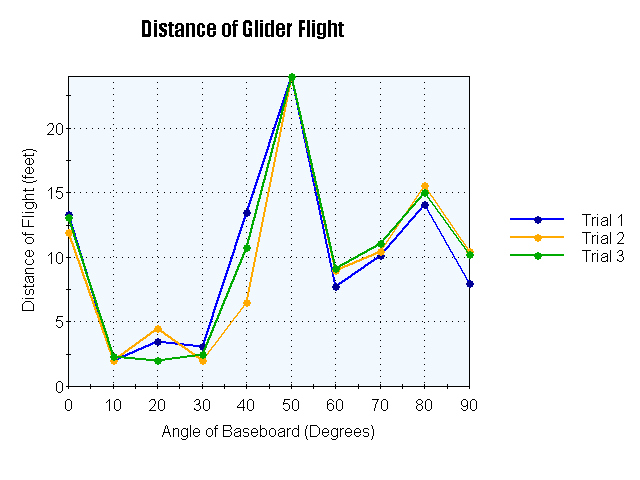 Distance of Glider Flight
Distance of Flight (feet)
20
15
10
5
0
0 10 20 30 40 50 60 70 80 90
Angle of Baseboard (Degrees)
Trial 1
Trial 2
Trial 3